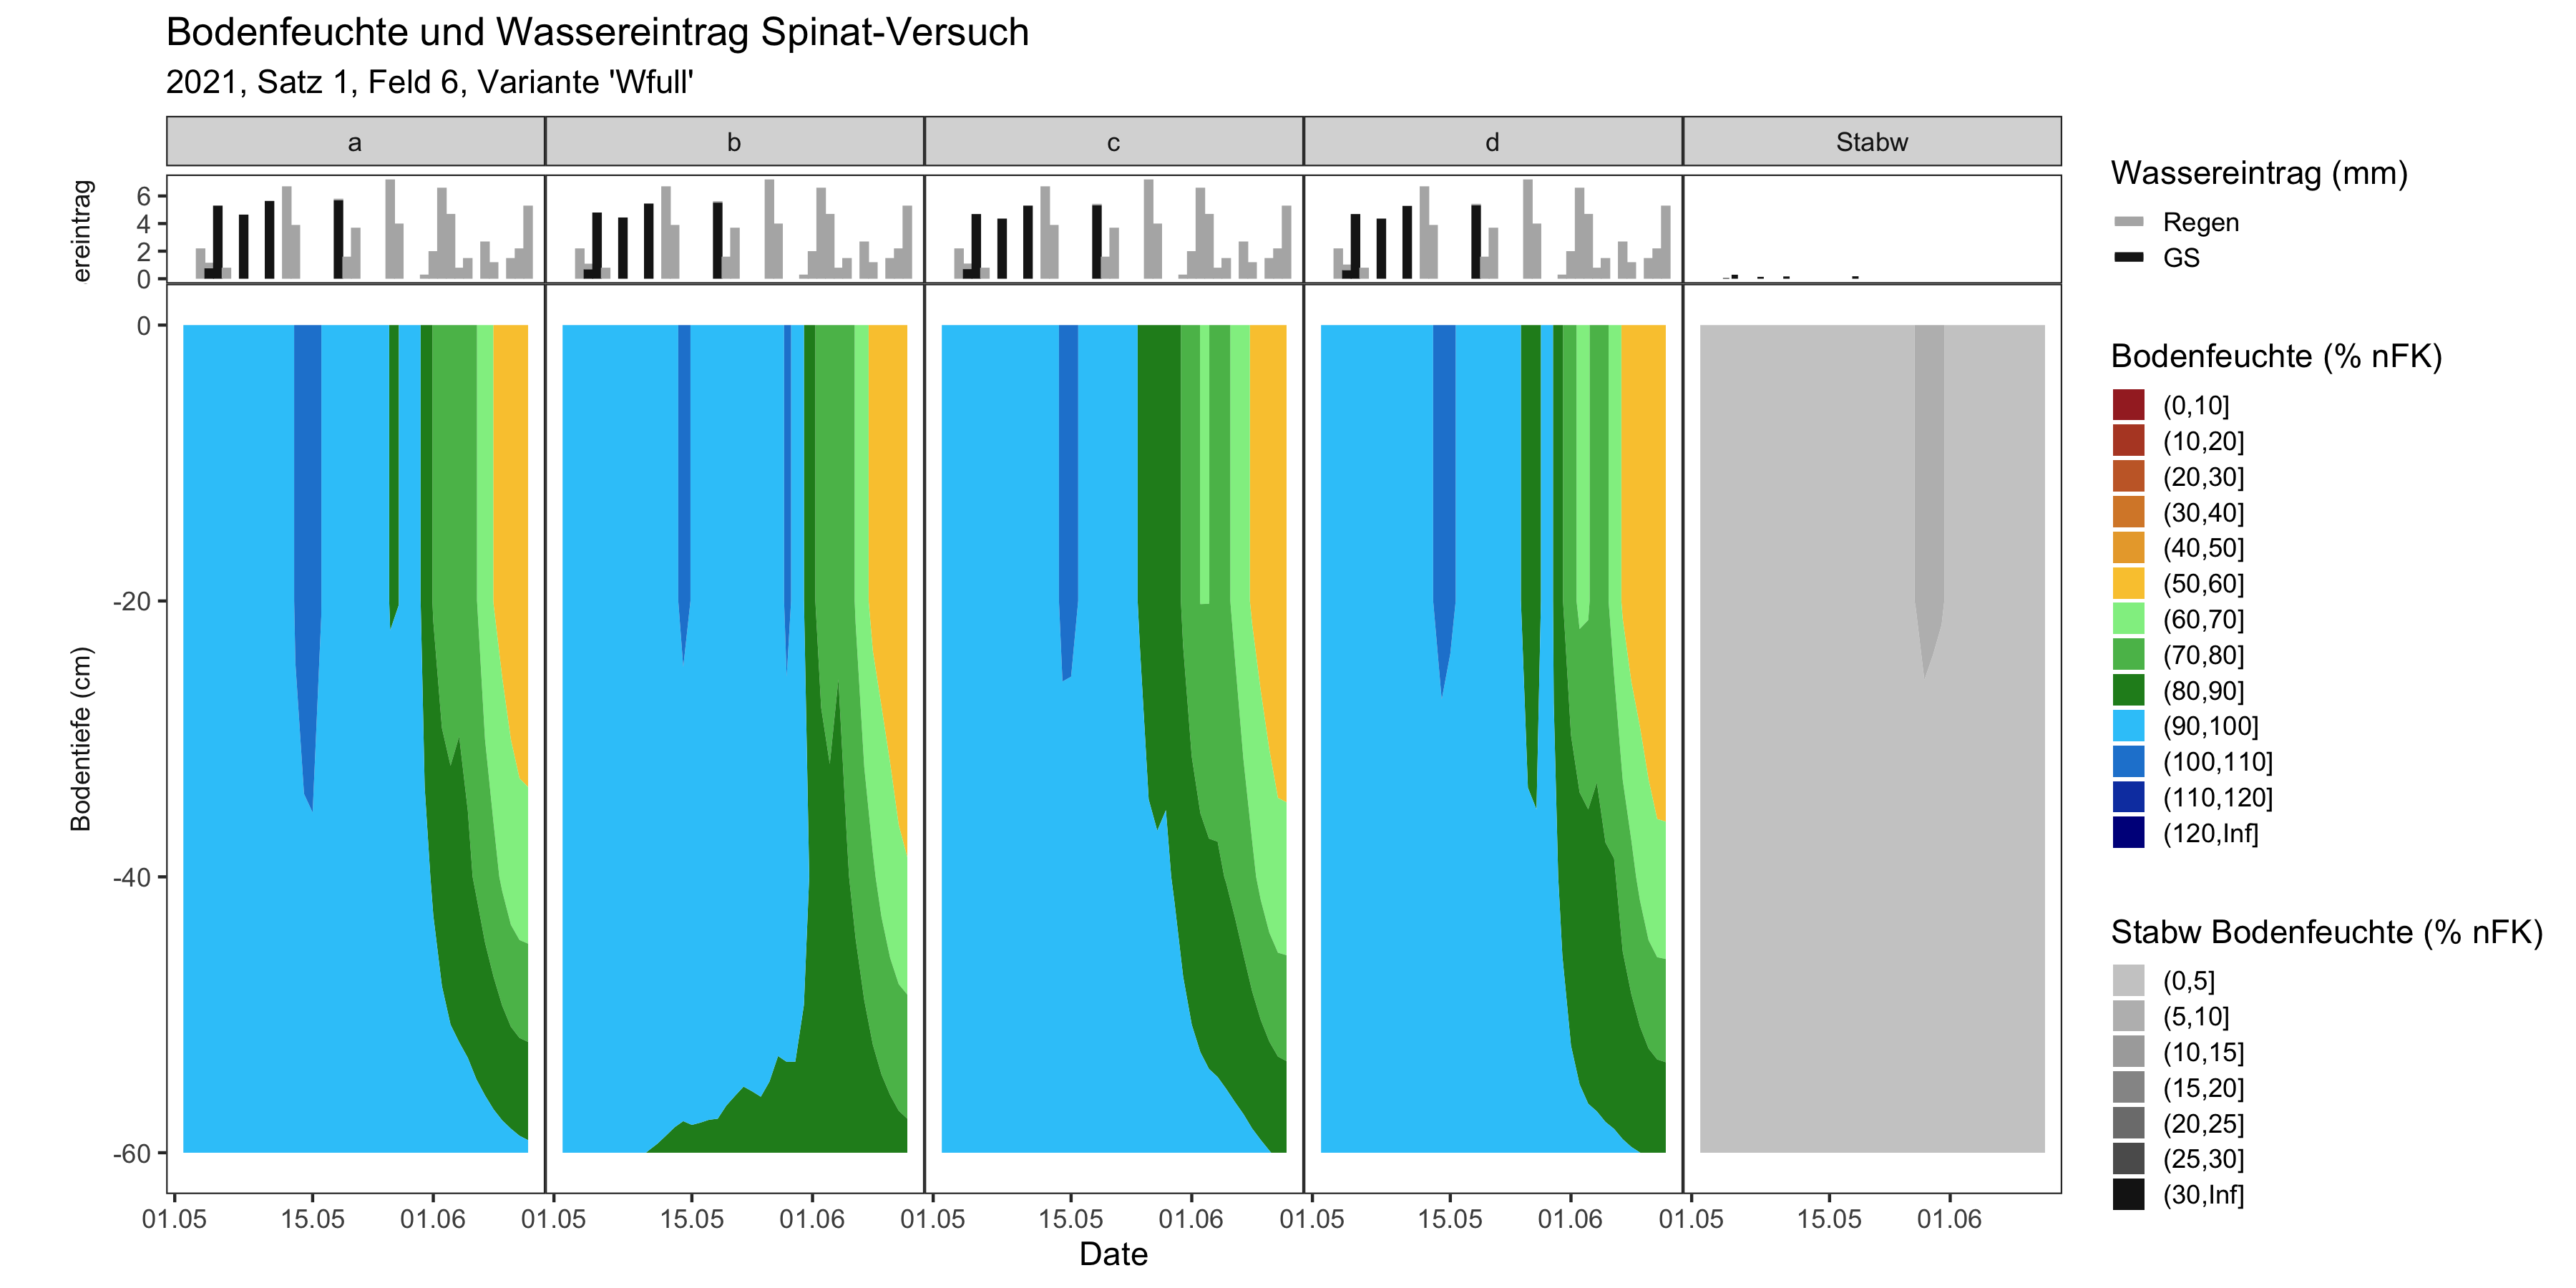 Bodenfeuchte und Wassereintrag Spinat-Versuch
2021, Satz 1, Feld 6, Variante 'Wfull'
a b c d Stabw
ereintrag
6
4
2
0
Bodentiefe (cm)
0
-20
-40
-60
01.05 15.05 01.06 01.05 15.05 01.06 01.05 15.05 01.06 01.05 15.05 01.06 01.05 15.05 01.06
Date
Wassereintrag (mm)
Regen
GS
Bodenfeuchte (% nFK)
(0,10]
(10,20]
(20,30]
(30,40]
(40,50]
(50,60]
(60,70]
(70,80]
(80,90]
(90,100]
(100,110]
(110,120]
(120,Inf]
Stabw Bodenfeuchte (% nFK)
(0,5]
(5,10]
(10,15]
(15,20]
(20,25]
(25,30]
(30,Inf]